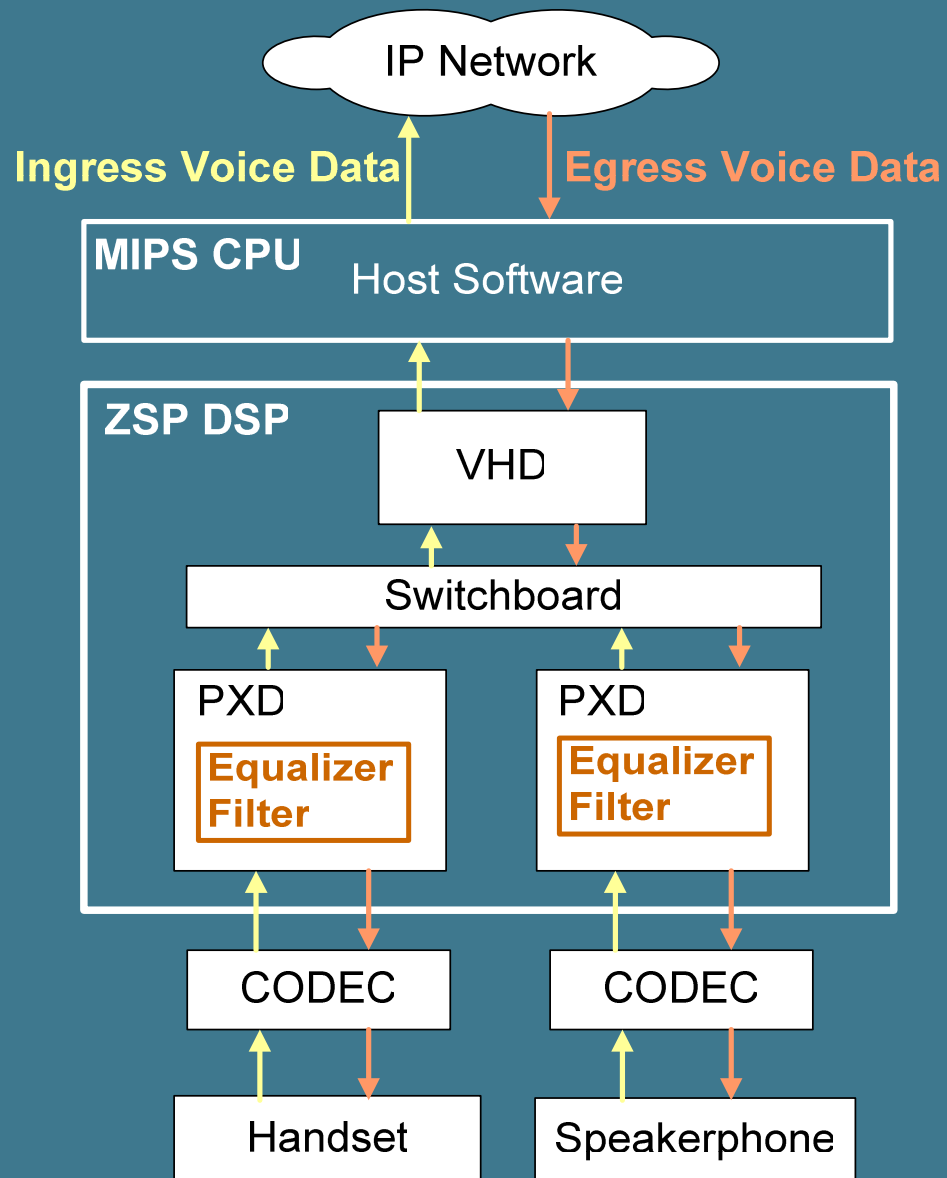 IP Network
Ingress Voice Data
Egress Voice Data
MIPS CPU
Host Software
ZSP DSP
VHD
Switchboard
PXD
Equalizer
Filter
PXD
Equalizer
Filter
CODEC
CODEC
Handset
Speakerphone